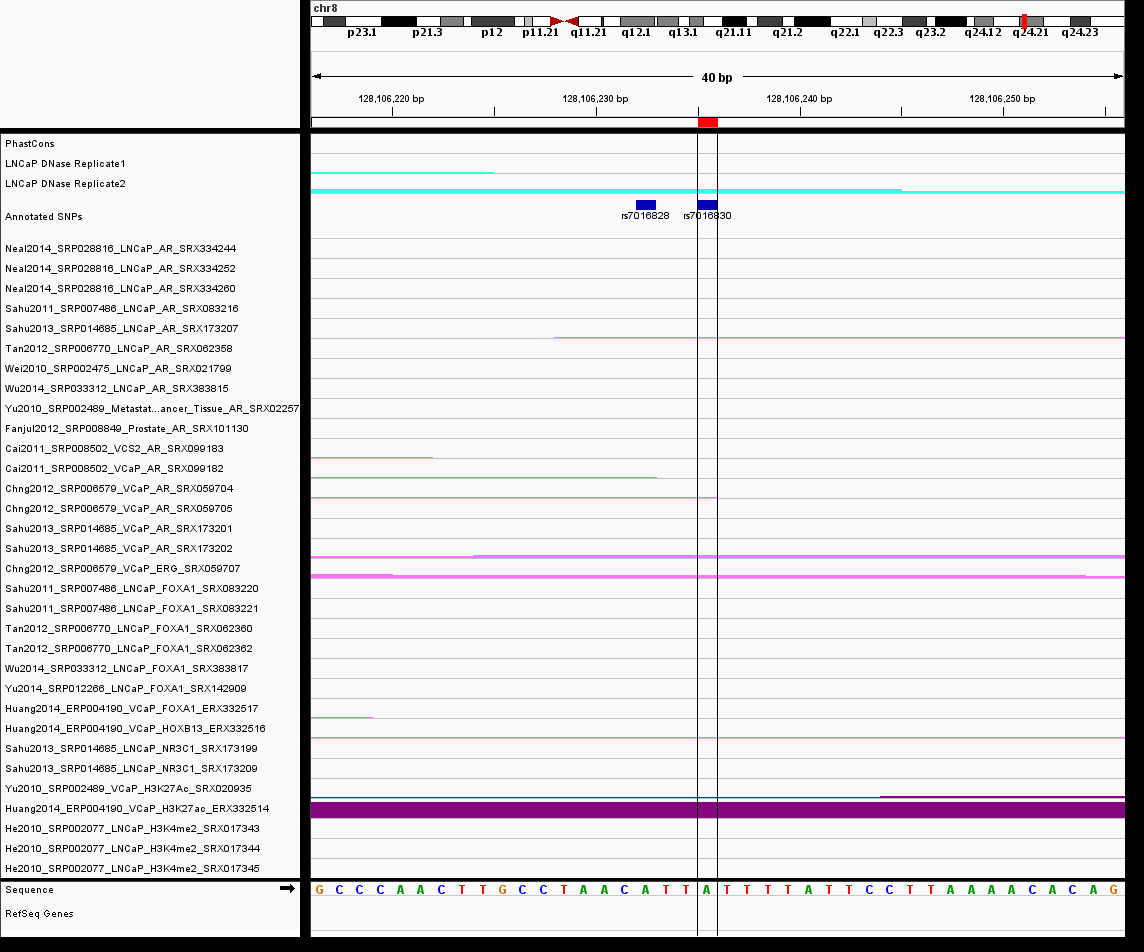 chr8
p23.1 p21.3 p12 p11.21 q11.21 q12.1 q13.1 q21.11 q21.2 q22.1 q22.3 q23.2 q24.12 q24.21 q24.23
40 bp
128,106,220 bp 128,106,230 bp 128,106,240 bp 128,106,250 bp
PhastCons
LNCaP DNase Replicate1
LNCaP DNase Replicate2
Annotated SNPs
rs7016828 rs7016830
Neal2014_SRP028816_LNCaP_AR_SRX334244
Neal2014_SRP028816_LNCaP_AR_SRX334252
Neal2014_SRP028816_LNCaP_AR_SRX334260
Sahu2011_SRP007486_LNCaP_AR_SRX083216
Sahu2013_SRP014685_LNCaP_AR_SRX173207
Tan2012_SRP006770_LNCaP_AR_SRX062358
Wei2010_SRP002475_LNCaP_AR_SRX021799
Wu2014_SRP033312_LNCaP_AR_SRX383815
Yu2010_SRP002489_Metastat...ancer_Tissue_AR_SRX02257
Fanjul2012_SRP008849_Prostate_AR_SRX101130
Cai2011_SRP008502_VCS2_AR_SRX099183
Cai2011_SRP008502_VCaP_AR_SRX099182
Chng2012_SRP006579_VCaP_AR_SRX059704
Chng2012_SRP006579_VCaP_AR_SRX059705
Sahu2013_SRP014685_VCaP_AR_SRX173201
Sahu2013_SRP014685_VCaP_AR_SRX173202
Chng2012_SRP006579_VCaP_ERG_SRX059707
Sahu2011_SRP007486_LNCaP_FOXA1_SRX083220
Sahu2011_SRP007486_LNCaP_FOXA1_SRX083221
Tan2012_SRP006770_LNCaP_FOXA1_SRX062360
Tan2012_SRP006770_LNCaP_FOXA1_SRX062362
Wu2014_SRP033312_LNCaP_FOXA1_SRX383817
Yu2014_SRP012266_LNCaP_FOXA1_SRX142909
Huang2014_ERP004190_VCaP_FOXA1_ERX332517
Huang2014_ERP004190_VCaP_HOXB13_ERX332516
Sahu2013_SRP014685_LNCaP_NR3C1_SRX173199
Sahu2013_SRP014685_LNCaP_NR3C1_SRX173209
Yu2010_SRP002489_VCaP_H3K27Ac_SRX020935
Huang2014_ERP004190_VCaP_H3K27ac_ERX332514
He2010_SRP002077_LNCaP_H3K4me2_SRX017343
He2010_SRP002077_LNCaP_H3K4me2_SRX017344
He2010_SRP002077_LNCaP_H3K4me2_SRX017345
Sequence G C C C A A C T T G C C T A A C A T T A T T T T A T T C C T T A A A A C A C A G
RefSeq Genes